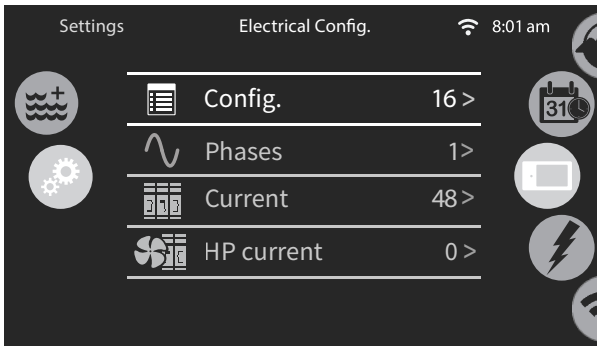 Settings Electrical Config. 8:01 am
Config. 16 >
31
Phases 1>
Current 48 >
HP current 0 >